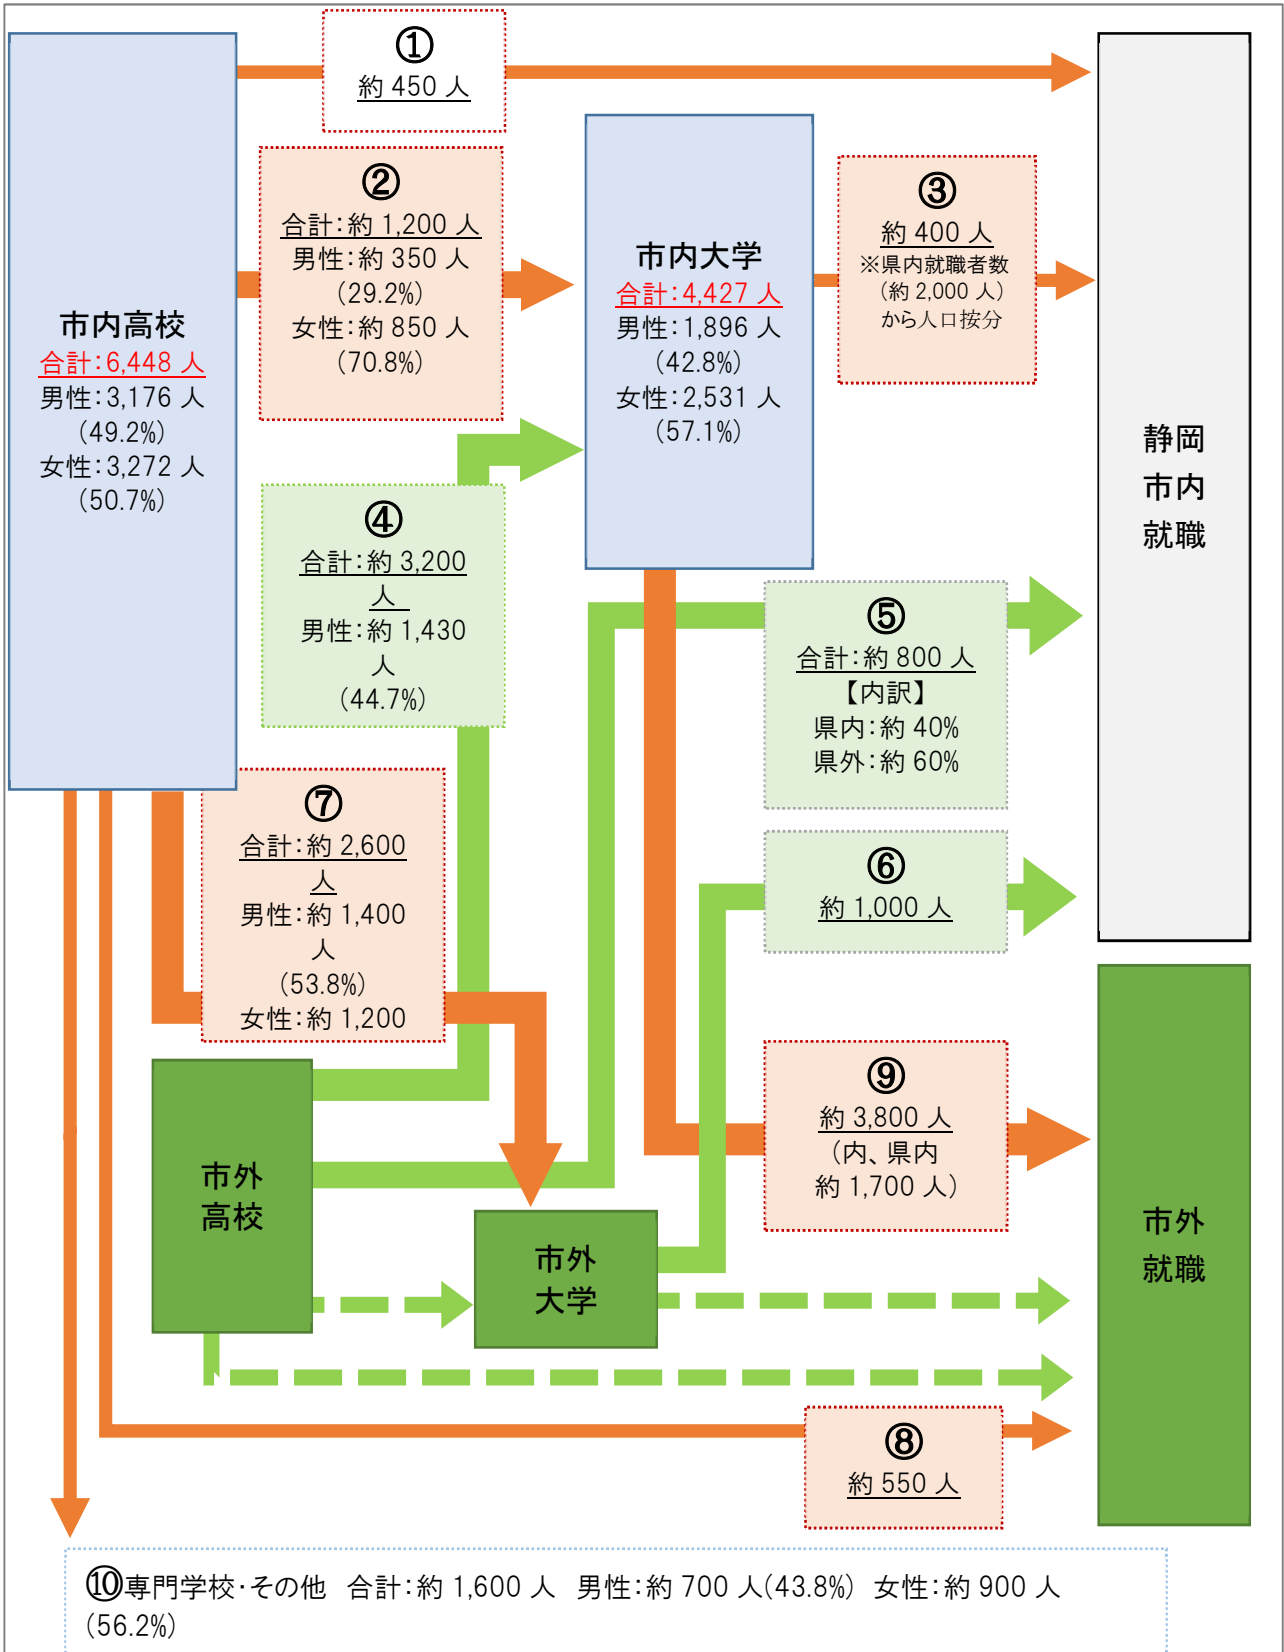 ①
約 450 人
②
合計：約 1,200 人
男性：約 350 人
(29.2%)
女性：約 850 人
(70.8%)
③
約 400 人
※県内就職者数
(約 2,000 人)
から人口按分
市内高校
合計：6,448 人
男性：3,176 人
(49.2%)
女性：3,272 人
(50.7%)
市内大学
合計：4,427 人
男性：1,896 人
(42.8%)
女性：2,531 人
(57.1%)
静岡
市内
就職
④
合計：約 3,200
人
男性：約 1,430
人
(44.7%)
⑤
合計：約 800 人
【内訳】
県内：約 40%
県外：約 60%
⑥
約 1,000 人
⑦
合計：約 2,600
人
男性：約 1,400
人
(53.8%)
女性：約 1,200
⑨
約 3,800 人
(内、県内
約 1,700 人)
市外
高校
市外
大学
市外
就職
⑧
約 550 人
⑩専門学校・その他 合計：約 1,600 人 男性：約 700 人(43.8%) 女性：約 900 人
(56.2%)